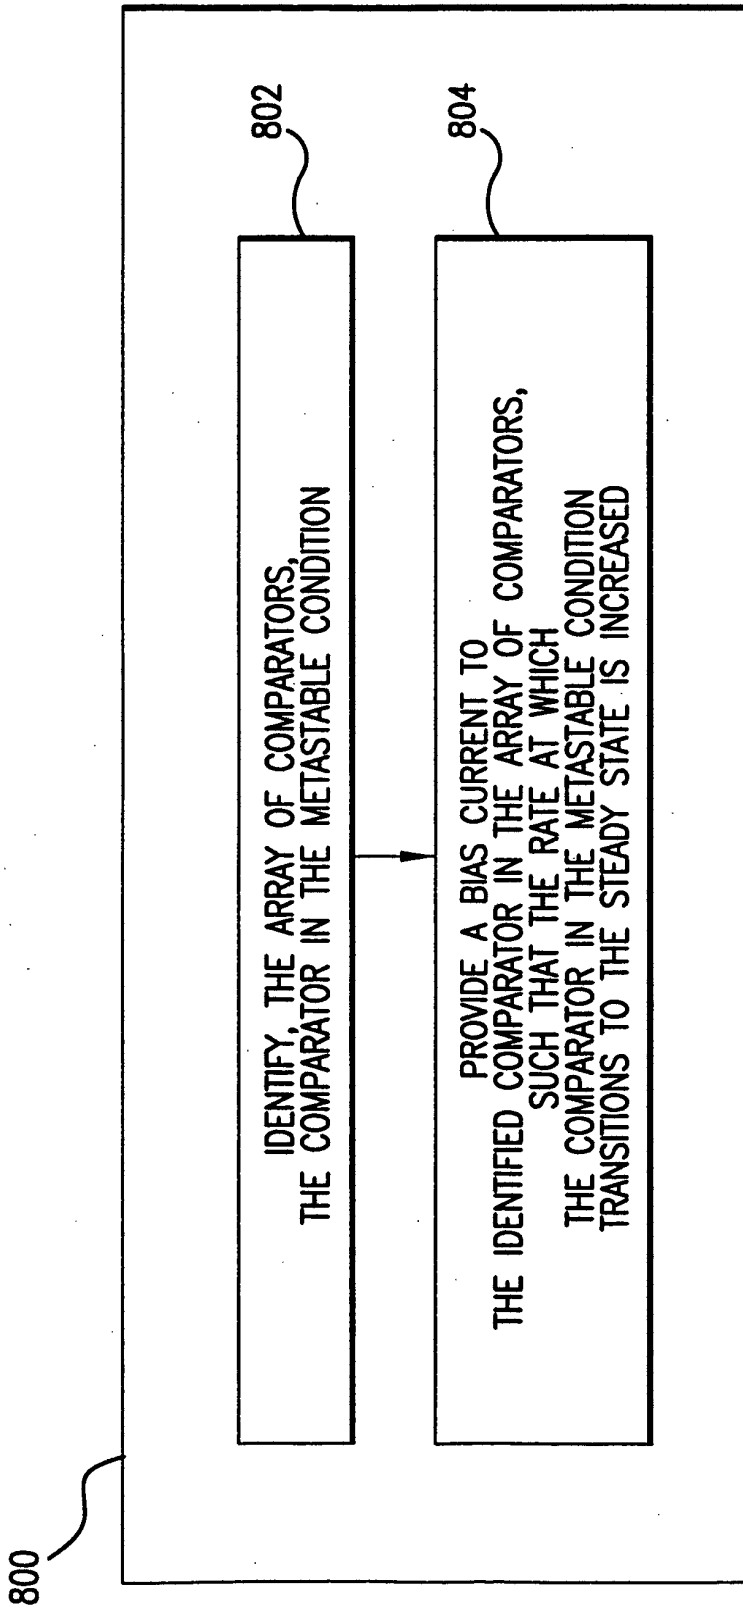 800
802
IDENTIFY, THE ARRAY OF COMPARATORS,
THE COMPARATOR IN THE METASTABLE CONDITION
804
PROVIDE A BIAS CURRENT TO
THE IDENTIFIED COMPARATOR IN THE ARRAY OF COMPARATORS,
SUCH THAT THE RATE AT WHICH
THE COMPARATOR IN THE METASTABLE CONDITION
TRANSITIONS TO THE STEADY STATE IS INCREASED